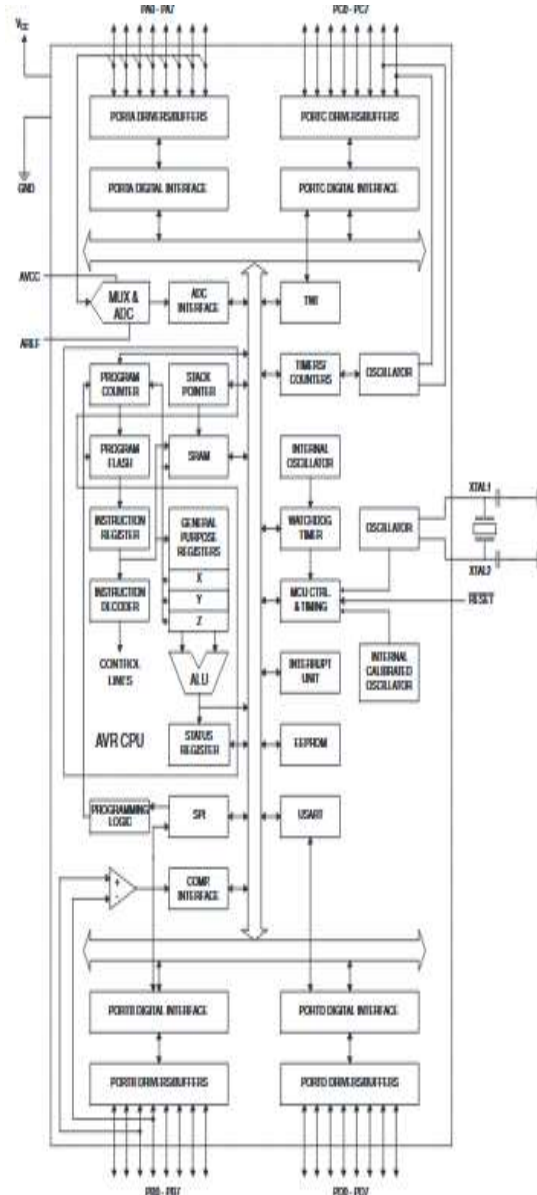 PA0 - PA7
PC0 - PC7
VCC
PORTA DRIVERS/BUFFERS
PORTC DRIVERS/BUFFERS
GND
PORTA DIGITAL INTERFACE
PORTC DIGITAL INTERFACE
AVCC
MUX &
ADC
ADC
INTERFACE
TWI
AREF
PROGRAM
COUNTER
STACK
POINTER
TIMERS/
COUNTERS
OSCILLATOR
PROGRAM
FLASH
SRAM
INTERNAL
OSCILLATOR
XTAL1
INSTRUCTION
REGISTER
GENERAL
PURPOSE
REGISTERS
WATCHDOG
TIMER
OSCILLATOR
XTAL2
X
INSTRUCTION
DECODER
Y
MCU CTRL.
& TIMING
RESET
Z
CONTROL
LINES
ALU
INTERRUPT
UNIT
INTERNAL
CALIBRATED
OSCILLATOR
AVR CPU
STATUS
REGISTER
EEPROM
PROGRAMMING
LOGIC
SPI
USART
+
-
COMP.
INTERFACE
PORTB DIGITAL INTERFACE
PORTD DIGITAL INTERFACE
PORTB DRIVERS/BUFFERS
PORTD DRIVERS/BUFFERS
PB0 - PB7
PD0 - PD7